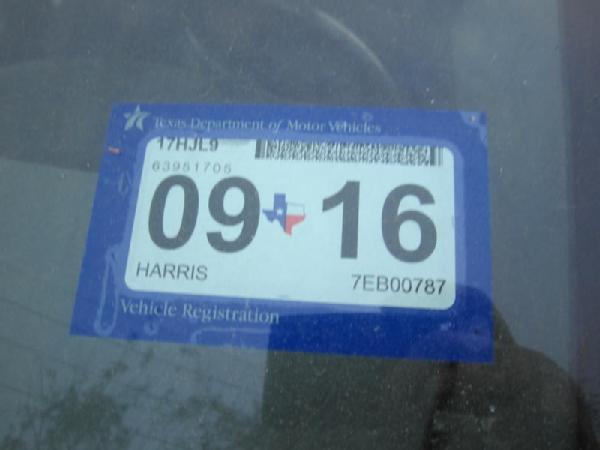 Texas Department of Motor Vehicles
17HJL9
63951705
09 16
HARRIS 7EB00787
Vehicle Registration